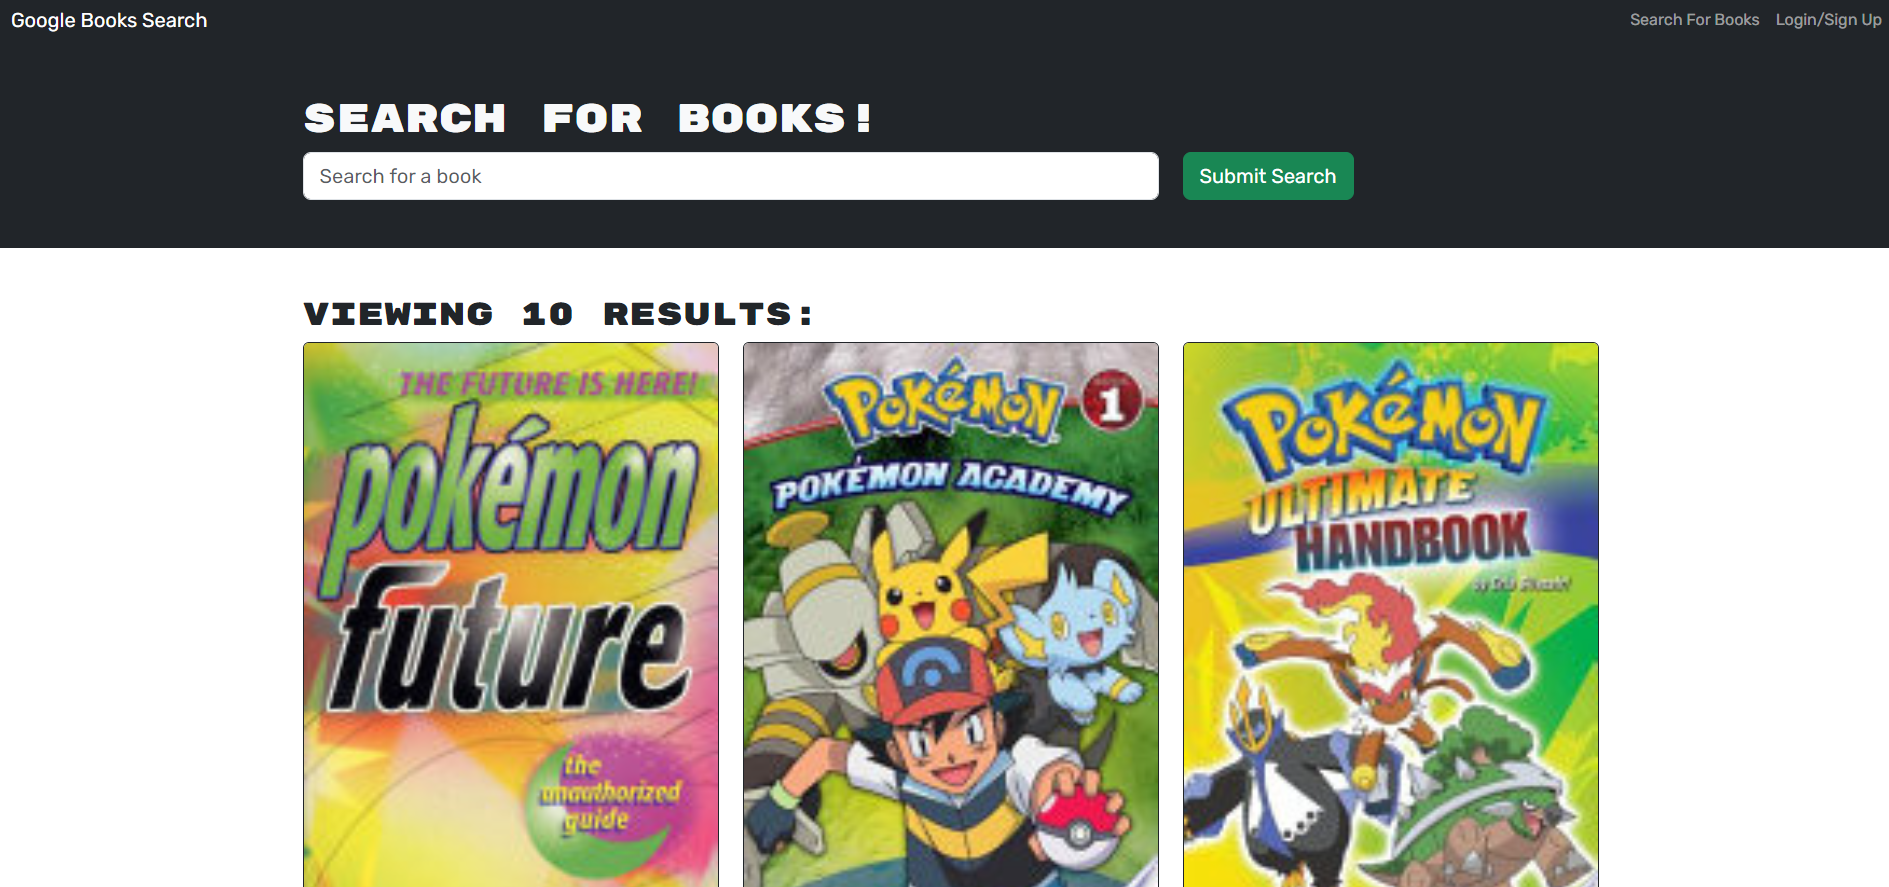 Google Books Search
Search For Books
Login/Sign Up
SEARCH FOR BOOKS!
Search for a book
Submit Search
VIEWING 10 RESULTS:
THE FUTURE IS HERE!
pokémon
future
the
unauthorized
guide
POKéMON
1
POKÉMON ACADEMY
POKéMON
ULTIMATE
HANDBOOK
by